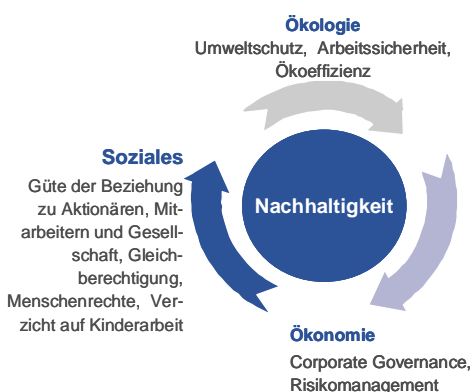 Ökologie
Umweltschutz, Arbeitssicherheit,
Ökoeffizienz
Soziales
Güte der Beziehung
zu Aktionären, Mit-
arbeitern und Gesell-
schaft, Gleich-
berechtigung,
Menschenrechte, Ver-
zicht auf Kinderarbeit
Nachhaltigkeit
Ökonomie
Corporate Governance,
Risikomanagement